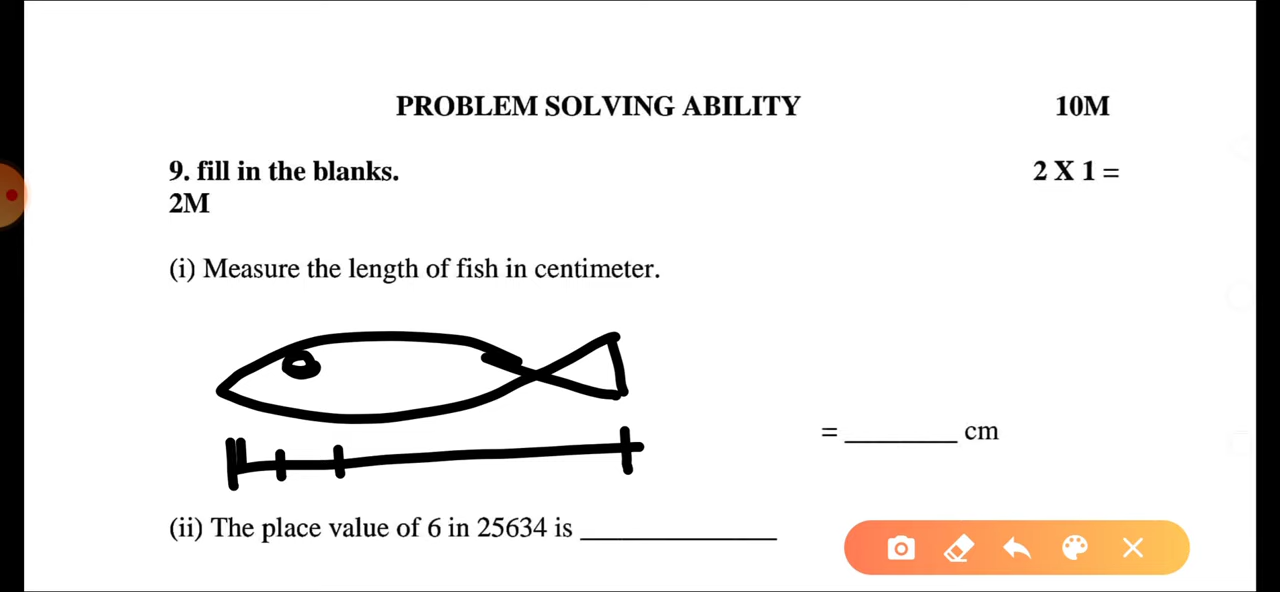 PROBLEM SOLVING ABILITY 10M
9. fill in the blanks. 2 X 1 =
2M
(i) Measure the length of fish in centimeter.
= ________ cm
(ii) The place value of 6 in 25634 is ______________